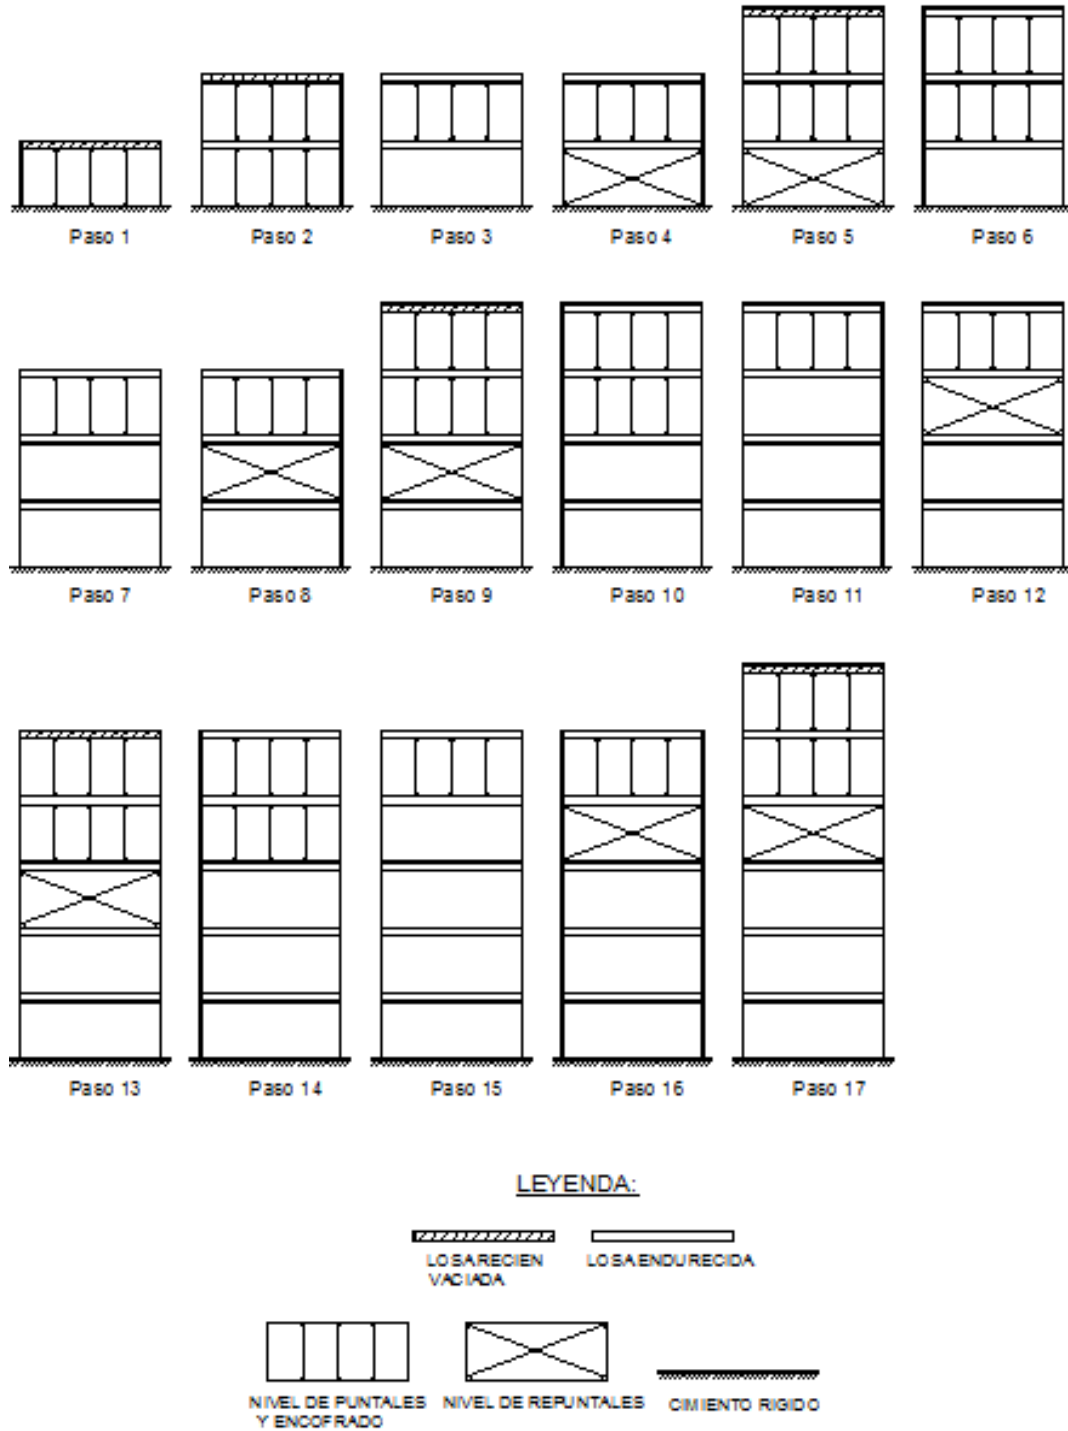 Paso 1
Paso 2
Paso 3
Paso 4
Paso 5
Paso 6
Paso 7
Paso 8
Paso 9
Paso 10
Paso 11
Paso 12
Paso 13
Paso 14
Paso 15
Paso 16
Paso 17
LEYENDA:
LOSA RECIEN
VACIADA
LOSA ENDURECIDA
NIVEL DE PUNTALES
Y ENCOFRADO
NIVEL DE REPUNTALES
CIMIENTO RIGIDO